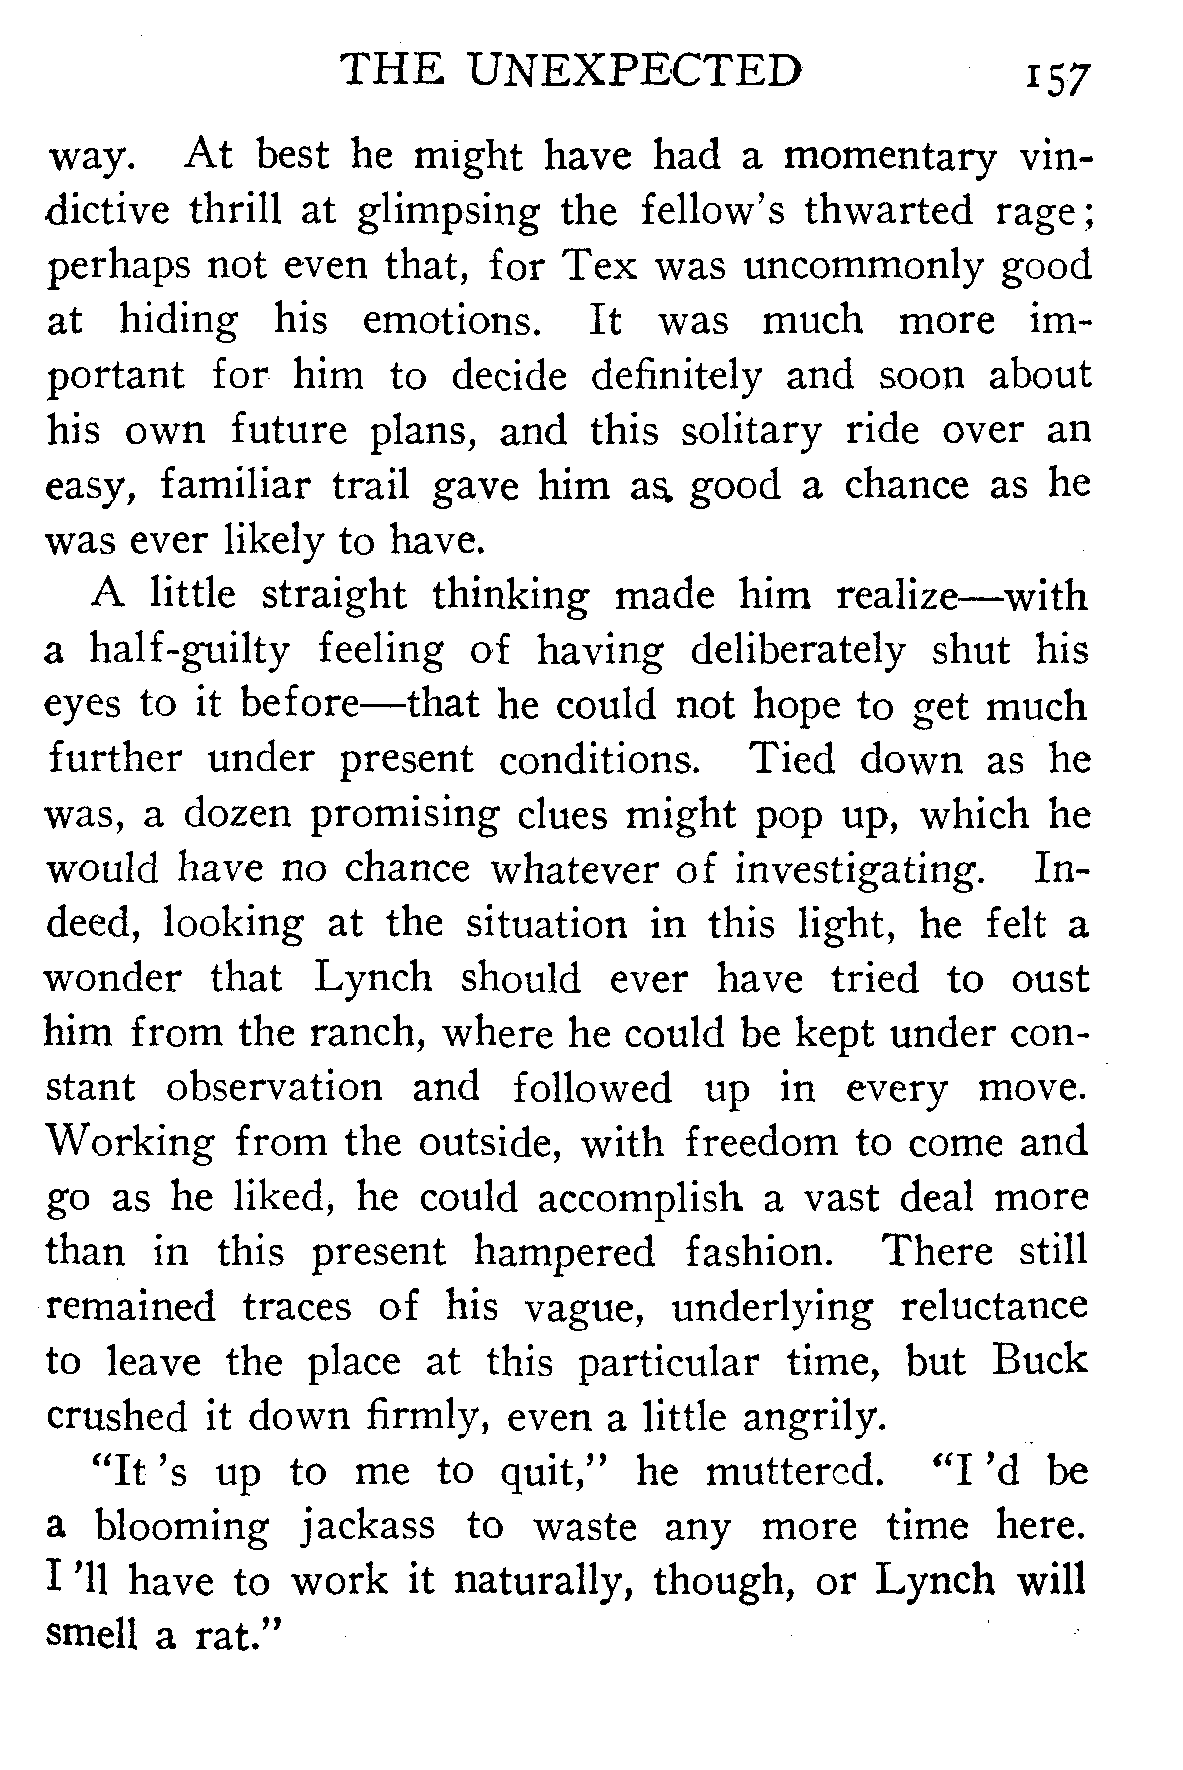 THE UNEXPECTED 157
way. At best he might have had a momentary vin-
dictive thrill at glimpsing the fellow's thwarted rage;
perhaps not even that, for Tex was uncommonly good
at hiding his emotions. It was much more im-
portant for him to decide definitely and soon about
his own future plans, and this solitary ride over an
easy, familiar trail gave him as good a chance as he
was ever likely to have.
A little straight thinking made him realize—with
a half-guilty feeling of having deliberately shut his
eyes to it before—that he could not hope to get much
further under present conditions. Tied down as he
was, a dozen promising clues might pop up, which he
would have no chance whatever of investigating. In-
deed, looking at the situation in this light, he felt a
wonder that Lynch should ever have tried to oust
him from the ranch, where he could be kept under con-
stant observation and followed up in every move.
Working from the outside, with freedom to come and
go as he liked, he could accomplish a vast deal more
than in this present hampered fashion. There still
remained traces of his vague, underlying reluctance
to leave the place at this particular time, but Buck
crushed it down firmly, even a little angrily.
"It 's up to me to quit," he muttered. "I 'd be
a blooming jackass to waste any more time here.
I 'll have to work it naturally, though, or Lynch will
smell a rat."